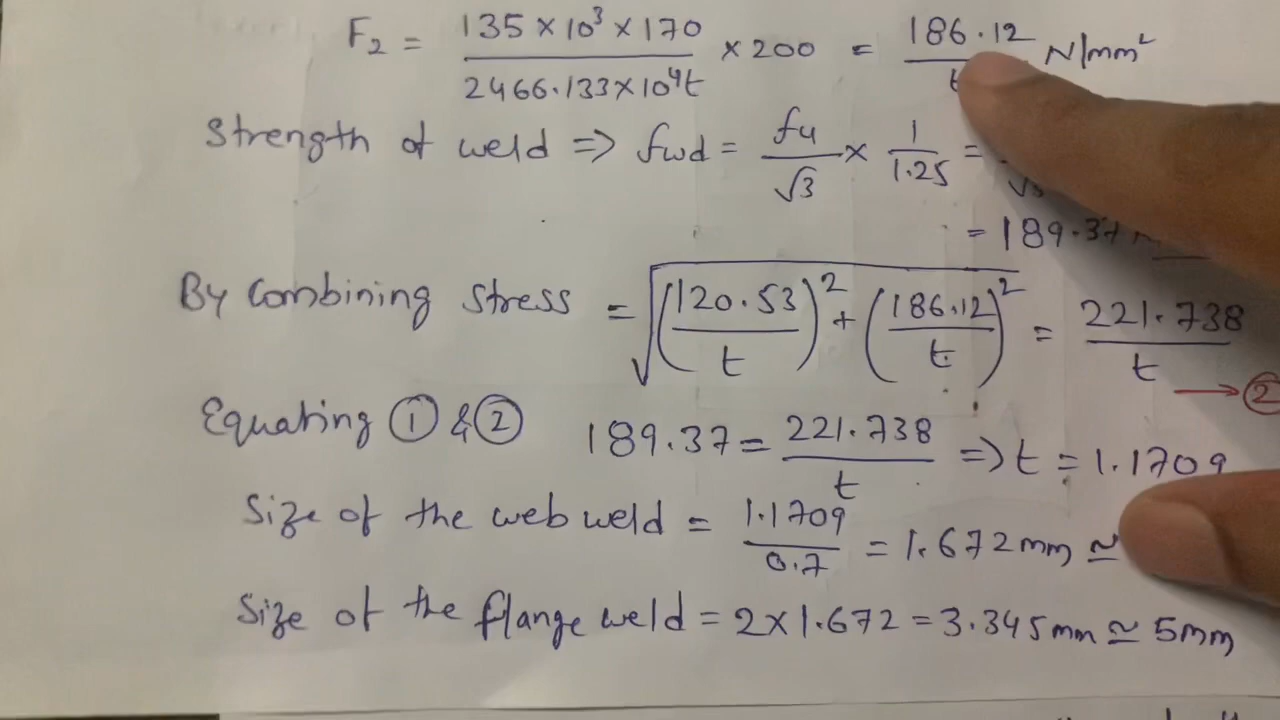 F₂ = 135 × 10³ × 170 / 2466.133 × 10⁴t × 200 = 186.12 / t N/mm²
Strength of weld ⇒ fwd = fu / √3 × 1 / 1.25 =
= 189.37
By Combining stress = √((120.53 / t)² + (186.12 / t)²) = 221.738 / t → ②
Equating ① & ② 189.37 = 221.738 / t ⇒ t = 1.1709
Size of the web weld = 1.1709 / 0.7 = 1.672 mm ≃
Size of the flange weld = 2 × 1.672 = 3.345 mm ≃ 5 mm